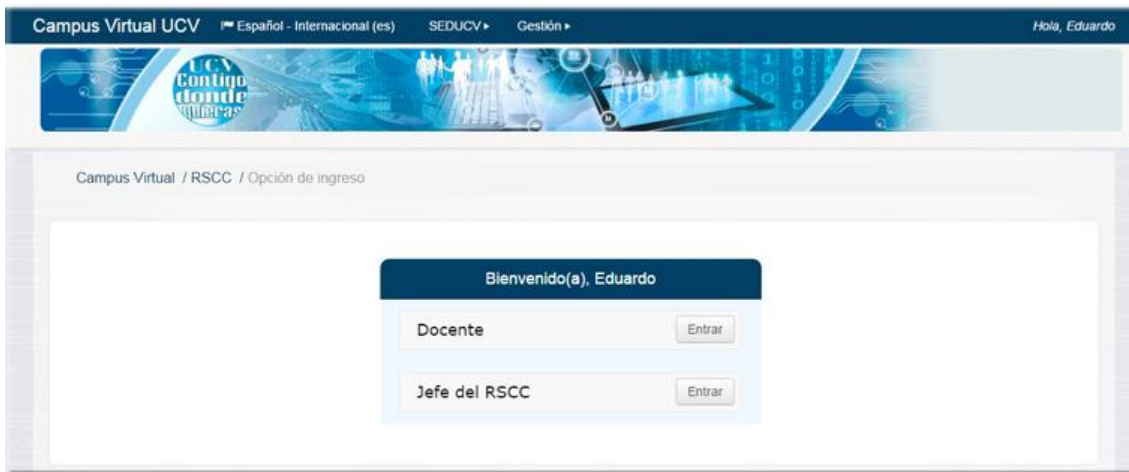 Campus Virtual UCV Español - Internacional (es) SEDUCV Gestión Hola, Eduardo
UCV
Contigo
donde
quieras
Campus Virtual / RSCC / Opción de ingreso
Bienvenido(a), Eduardo
Docente Entrar
Jefe del RSCC Entrar